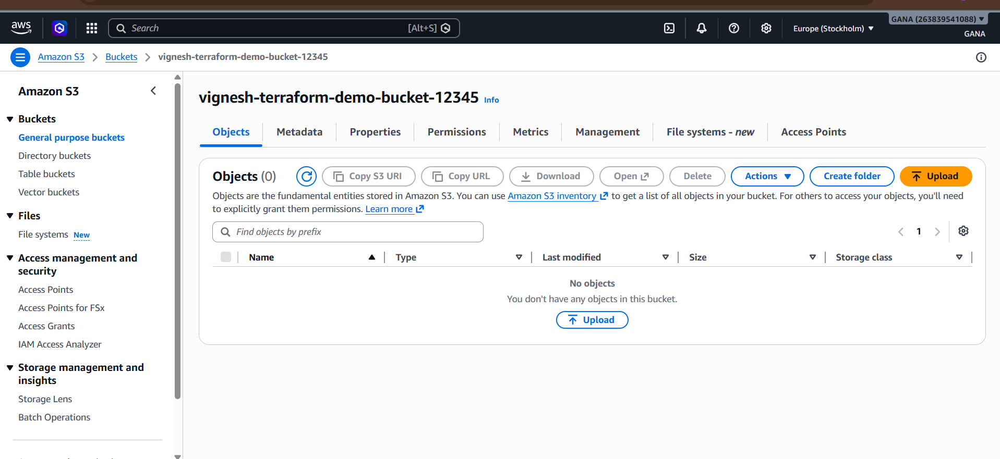 aws
Search [Alt+S]
Europe (Stockholm)
GANA (263839541088)
GANA
Amazon S3
Buckets
vignesh-terraform-demo-bucket-12345
Amazon S3
Buckets
General purpose buckets
Directory buckets
Table buckets
Vector buckets
Files
File systems New
Access management and
security
Access Points
Access Points for FSx
Access Grants
IAM Access Analyzer
Storage management and
insights
Storage Lens
Batch Operations
vignesh-terraform-demo-bucket-12345 Info
Objects
Metadata
Properties
Permissions
Metrics
Management
File systems - new
Access Points
Objects (0)
Copy S3 URI
Copy URL
Download
Open
Delete
Actions
Create folder
Upload
Objects are the fundamental entities stored in Amazon S3. You can use Amazon S3 inventory to get a list of all objects in your bucket. For others to access your objects, you'll need
to explicitly grant them permissions. Learn more
Find objects by prefix
1
Name
Type
Last modified
Size
Storage class
No objects
You don't have any objects in this bucket.
Upload